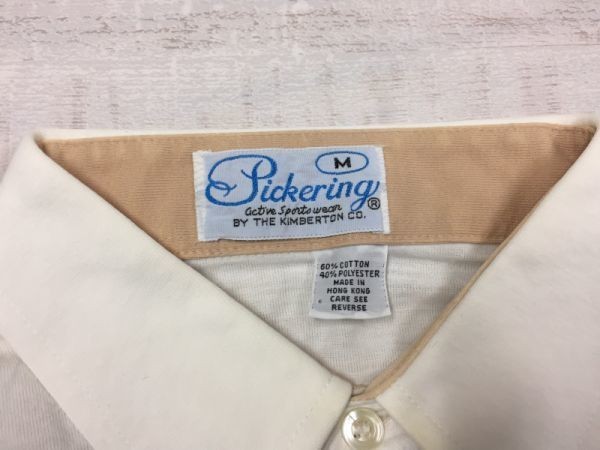 M
Pickering®
Active Sportswear
BY THE KIMBERTON CO.
60% COTTON
40% POLYESTER
MADE IN
HONG KONG
CARE SEE
REVERSE